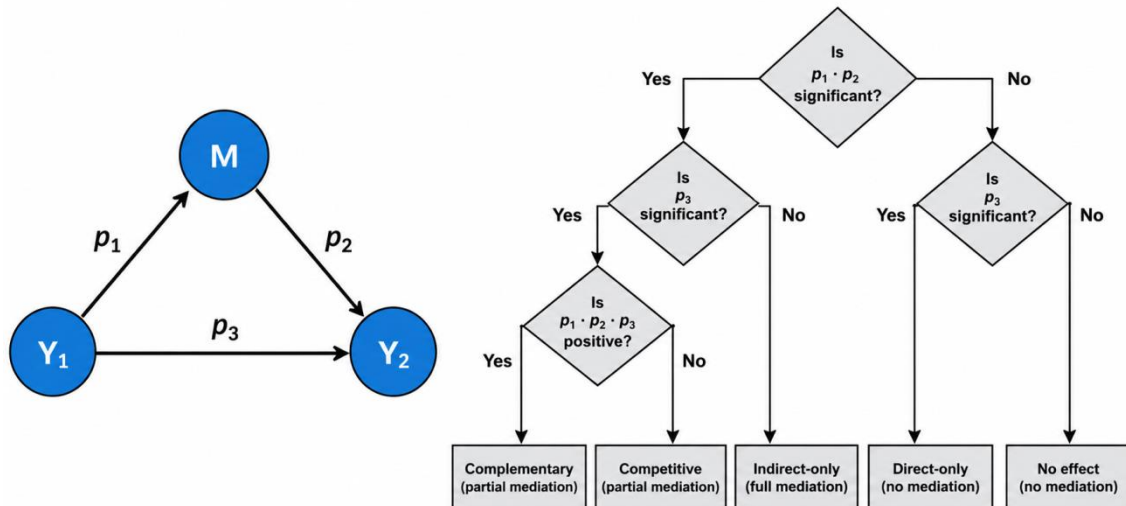 M
p₁
p₂
Y₁
p₃
Y₂
Is
p₁ · p₂
significant?
Yes
No
Is
p₃
significant?
Yes
No
Is
p₃
significant?
Yes
No
Is
p₁ · p₂ · p₃
positive?
Yes
No
Complementary
(partial mediation)
Competitive
(partial mediation)
Indirect-only
(full mediation)
Direct-only
(no mediation)
No effect
(no mediation)